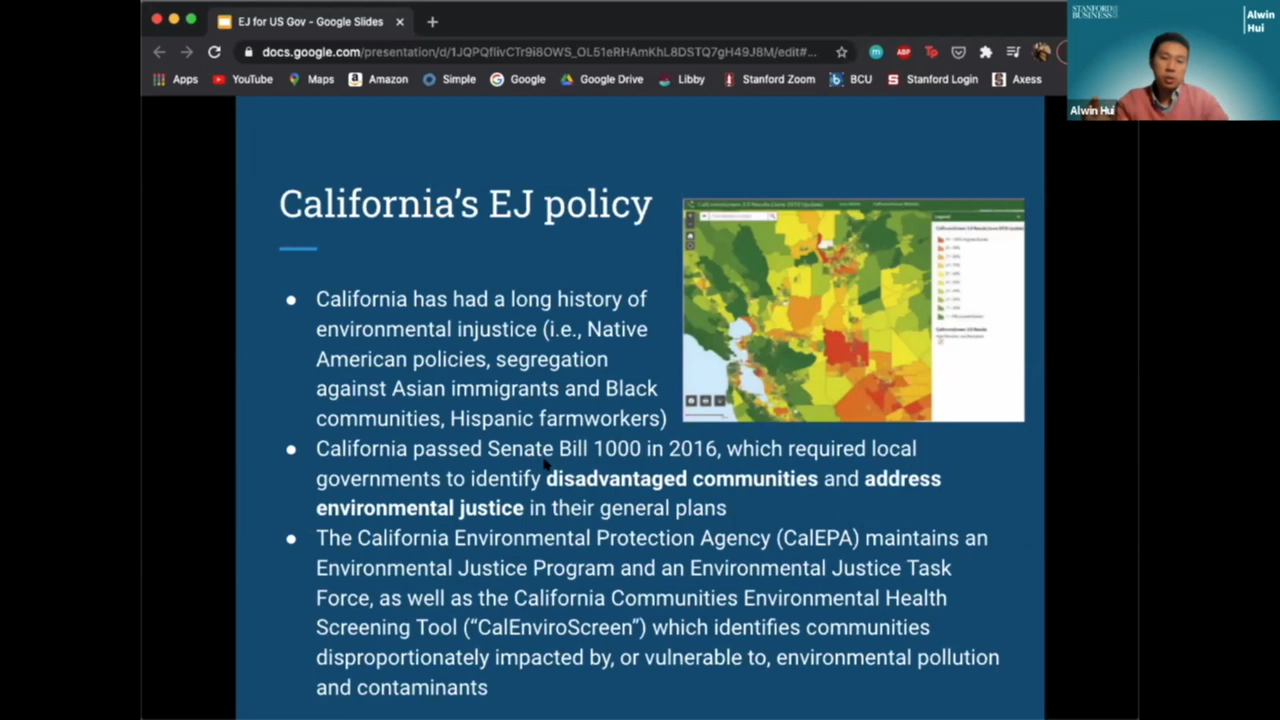 EJ for US Gov - Google Slides
STANFORD
BUSINESS
Alwin
Hui
docs.google.com/presentation/d/1JQPQflivCTr9i8OWS_OL51eRHAmKhL8DSTQ7gH49J8M/edit#...
Apps YouTube Maps Amazon Simple Google Google Drive Libby Stanford Zoom BCU Stanford Login Axess
Alwin Hui
California's EJ policy
● California has had a long history of
environmental injustice (i.e., Native
American policies, segregation
against Asian immigrants and Black
communities, Hispanic farmworkers)
● California passed Senate Bill 1000 in 2016, which required local
governments to identify disadvantaged communities and address
environmental justice in their general plans
● The California Environmental Protection Agency (CalEPA) maintains an
Environmental Justice Program and an Environmental Justice Task
Force, as well as the California Communities Environmental Health
Screening Tool (“CalEnviroScreen”) which identifies communities
disproportionately impacted by, or vulnerable to, environmental pollution
and contaminants